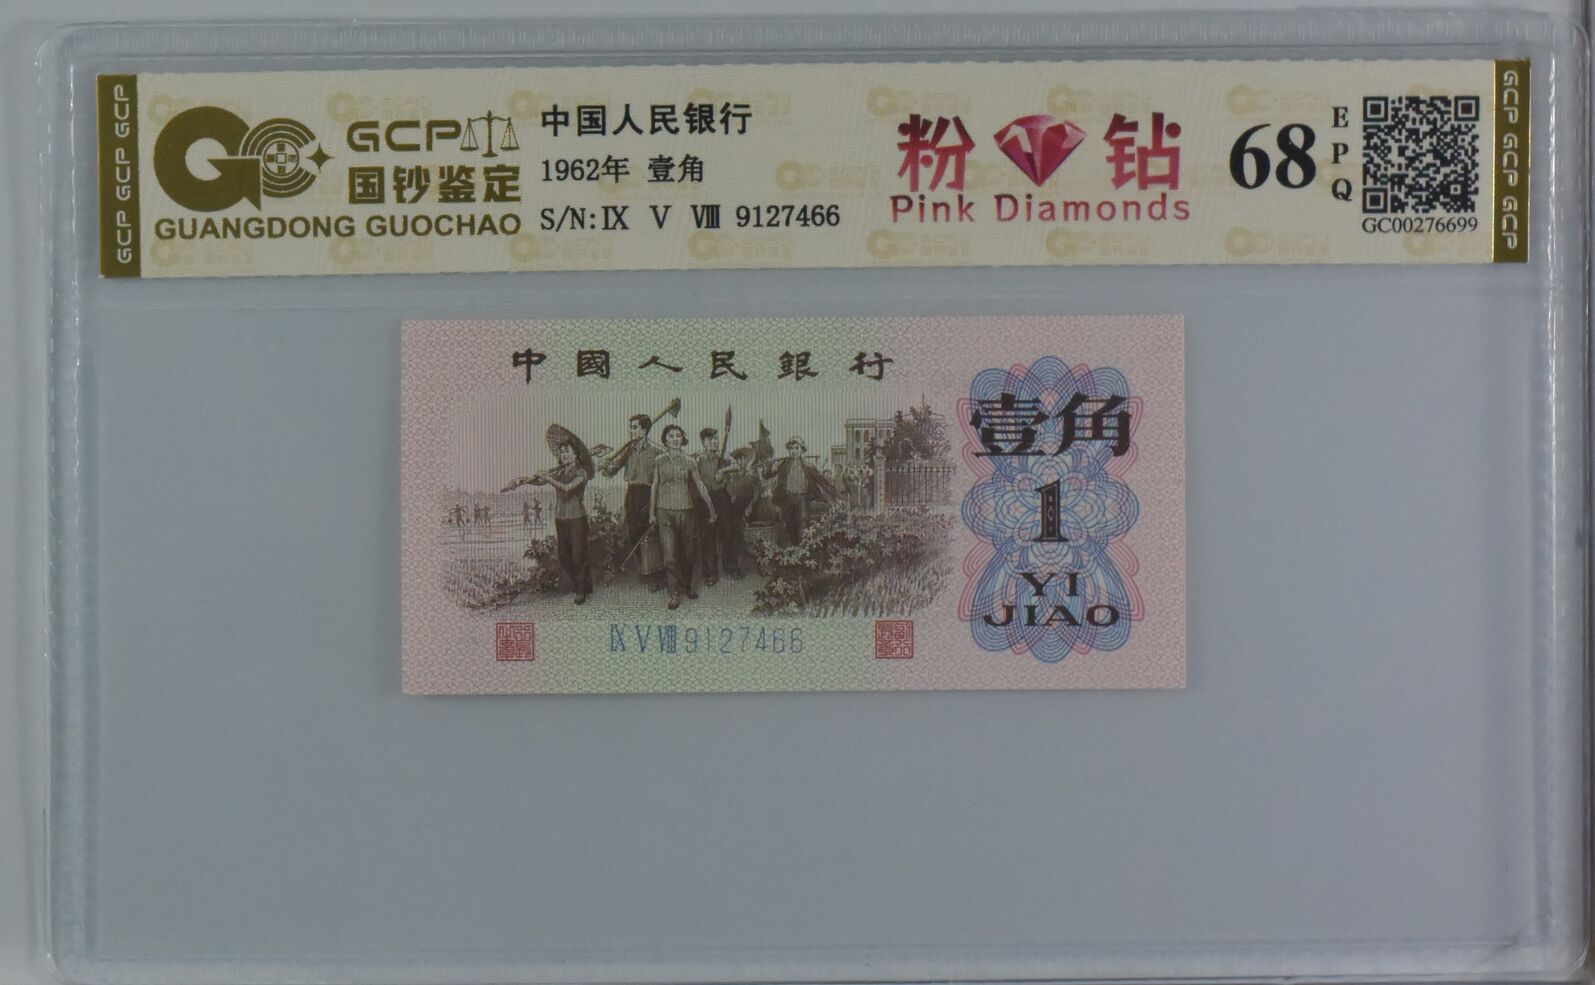 GCP GCP GCP
GCP
国钞鉴定
GUANGDONG GUOCHAO
中国人民银行
1962年 壹角
S/N:Ⅸ Ⅴ Ⅷ 9127466
粉 钻
Pink Diamonds
68
EPQ
GC00276699
GCP GCP GCP
中國人民銀行
壹角
1
YI
JIAO
Ⅸ Ⅴ Ⅷ 9127466